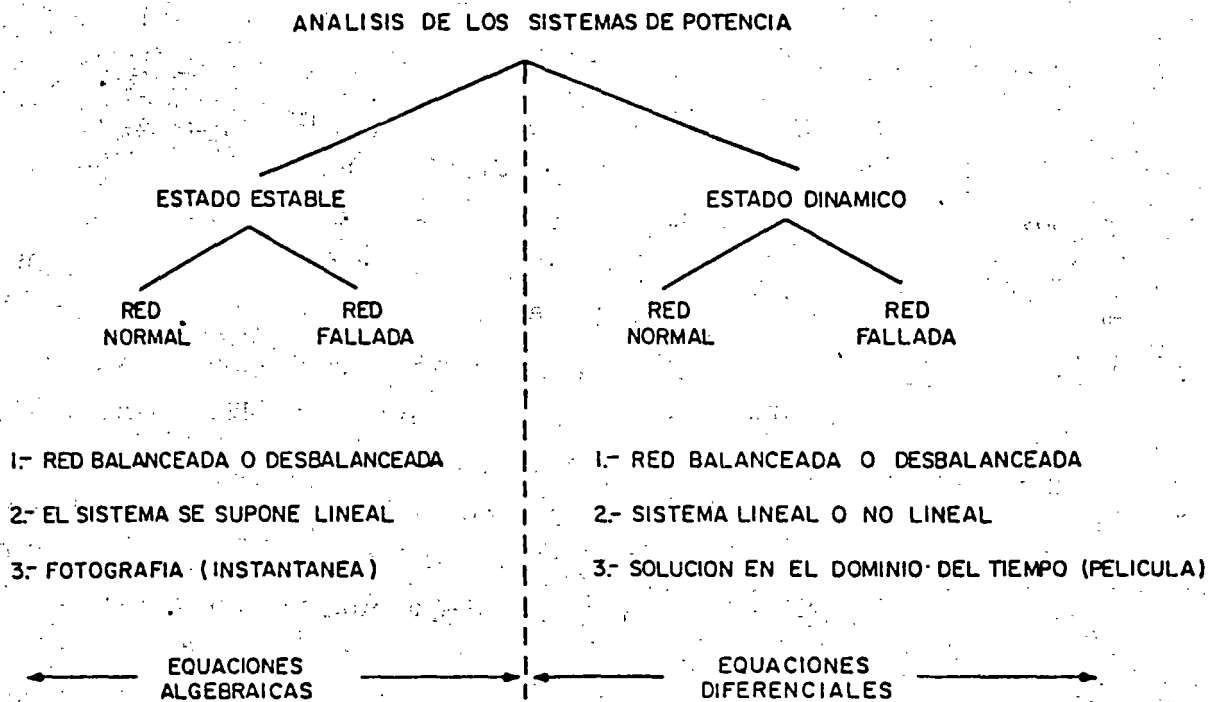 ANALISIS DE LOS SISTEMAS DE POTENCIA
ESTADO ESTABLE
ESTADO DINAMICO
RED
NORMAL
RED
FALLADA
RED
NORMAL
RED
FALLADA
1.- RED BALANCEADA O DESBALANCEADA
2.- EL SISTEMA SE SUPONE LINEAL
3.- FOTOGRAFIA (INSTANTANEA)
1.- RED BALANCEADA O DESBALANCEADA
2.- SISTEMA LINEAL O NO LINEAL
3.- SOLUCION EN EL DOMINIO DEL TIEMPO (PELICULA)
EQUACIONES
ALGEBRAICAS
EQUACIONES
DIFERENCIALES